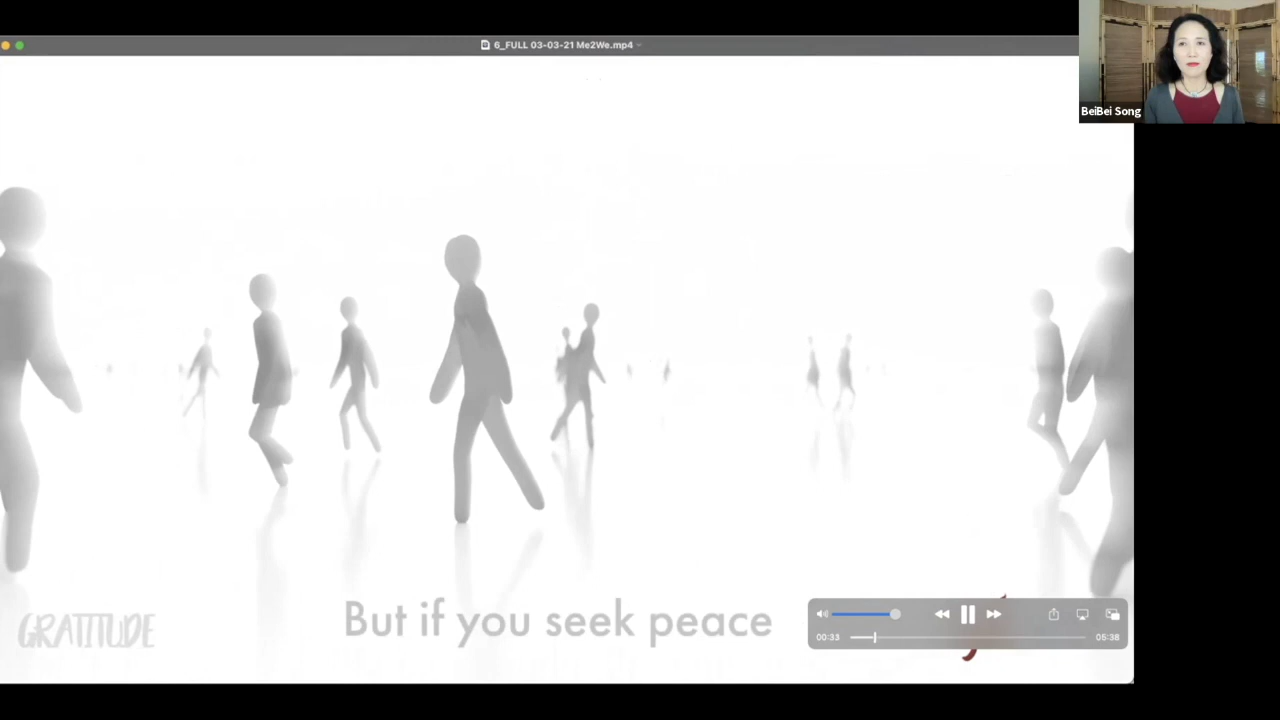 6_FULL 03-03-21 Me2We.mp4
BeiBei Song
But if you seek peace
GRATITUDE
00:33
05:38